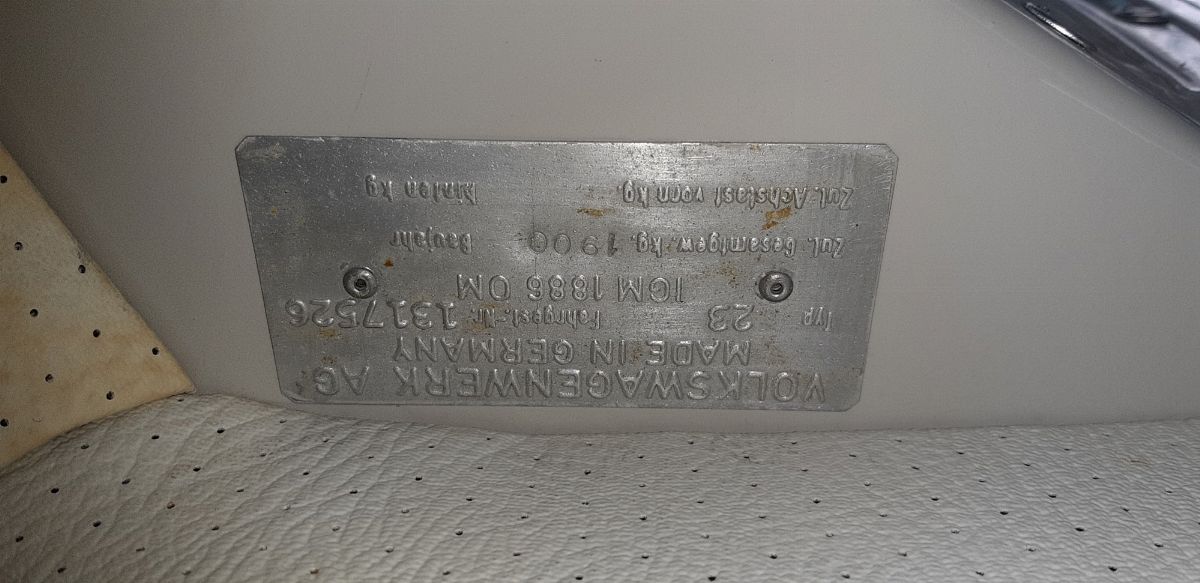 VOLKSWAGENWERK AG
MADE IN GERMANY
Typ 23 Fahrgest.-Nr. 1317526
IGM 1886 OM
Zul. Gesamtgew. kg. 1900 Baujahr
Zul. Achslast vorn kg. hinten kg